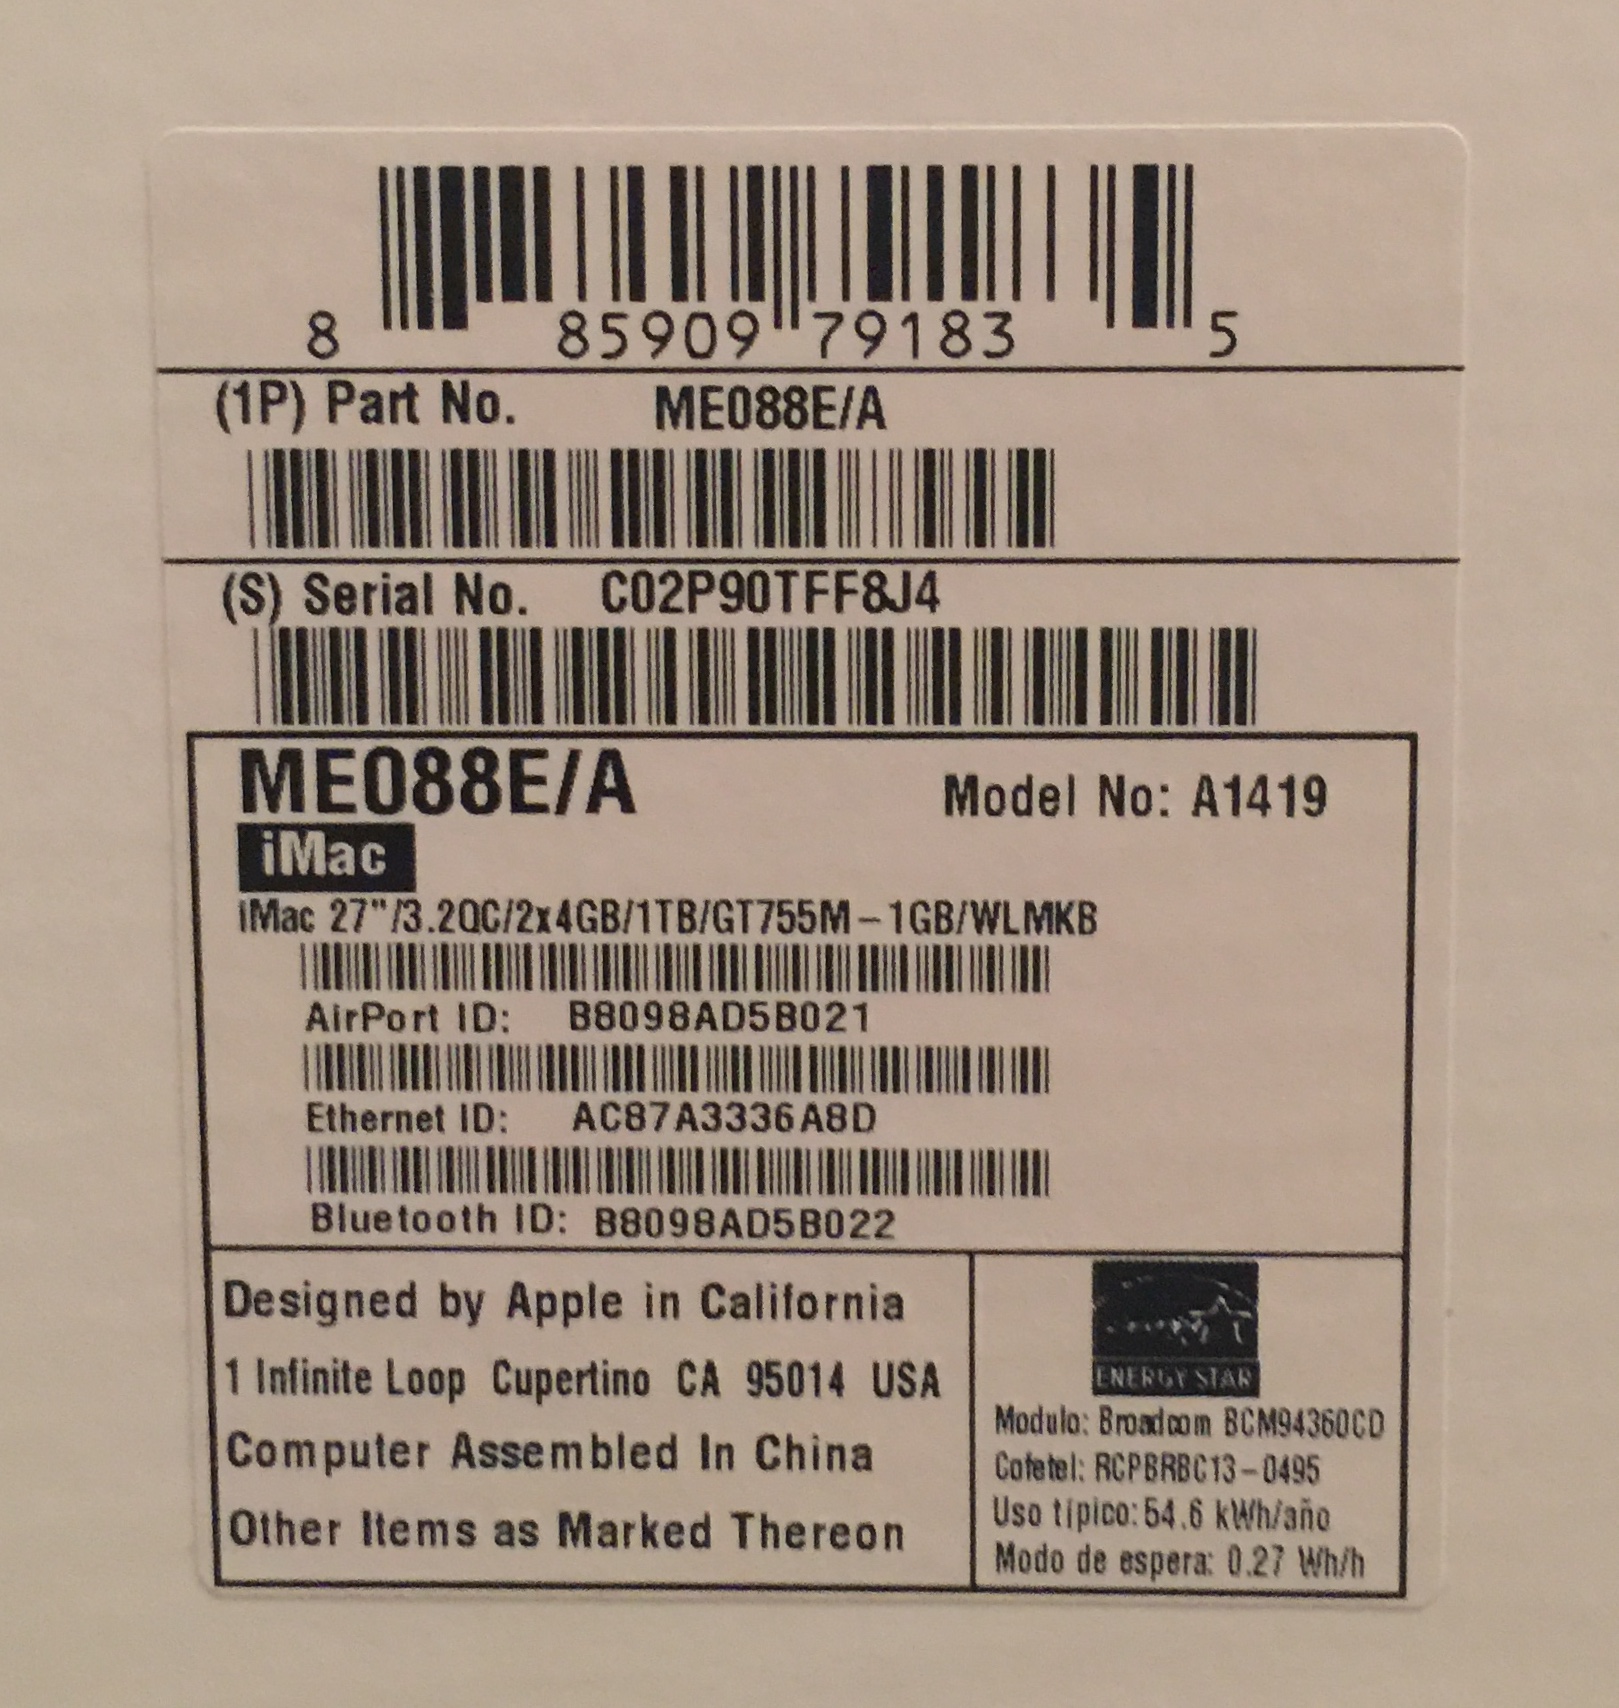 8 85909 79183 5
(1P) Part No. ME088E/A
(S) Serial No. C02P90TFF8J4
ME088E/A Model No: A1419
iMac
iMac 27"/3.2QC/2x4GB/1TB/GT755M-1GB/WLMKB
AirPort ID: B8098AD5B021
Ethernet ID: AC87A3336A8D
Bluetooth ID: B8098AD5B022
Designed by Apple in California
1 Infinite Loop Cupertino CA 95014 USA
Computer Assembled In China
Other Items as Marked Thereon
ENERGY STAR
Modulo: Broadcom BCM94360CD
Cofetel: RCPBRBC13-0495
Uso típico: 54.6 kWh/año
Modo de espera: 0.27 Wh/h